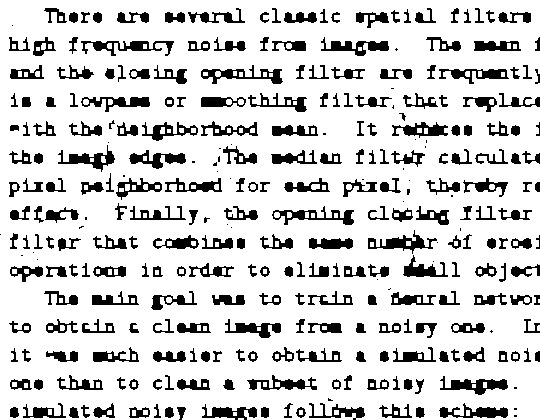 There are several classic spatial filters
high frequency noise from images. The mean f
and the closing opening filter are frequently
is a lowpass or smoothing filter that replace
with the neighborhood mean. It reduces the i
the image edges. The median filter calculate
pixel neighborhood for each pixel, thereby re
effect. Finally, the opening closing filter
filter that combines the same number of erosi
operations in order to eliminate small object
The main goal was to train a neural networ
to obtain a clean image from a noisy one. In
it was much easier to obtain a simulated nois
one than to clean a subset of noisy images.
simulated noisy images follows this scheme: